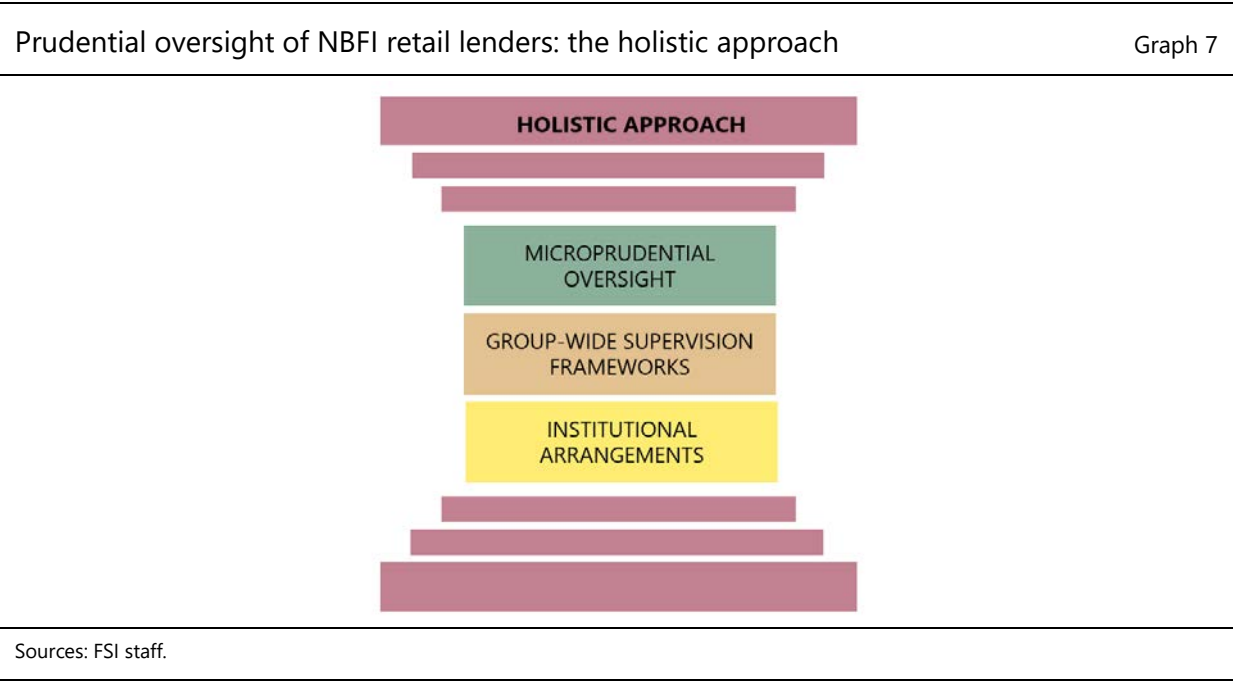 Prudential oversight of NBFI retail lenders: the holistic approach
Graph 7
HOLISTIC APPROACH
MICROPRUDENTIAL
OVERSIGHT
GROUP-WIDE SUPERVISION
FRAMEWORKS
INSTITUTIONAL
ARRANGEMENTS
Sources: FSI staff.